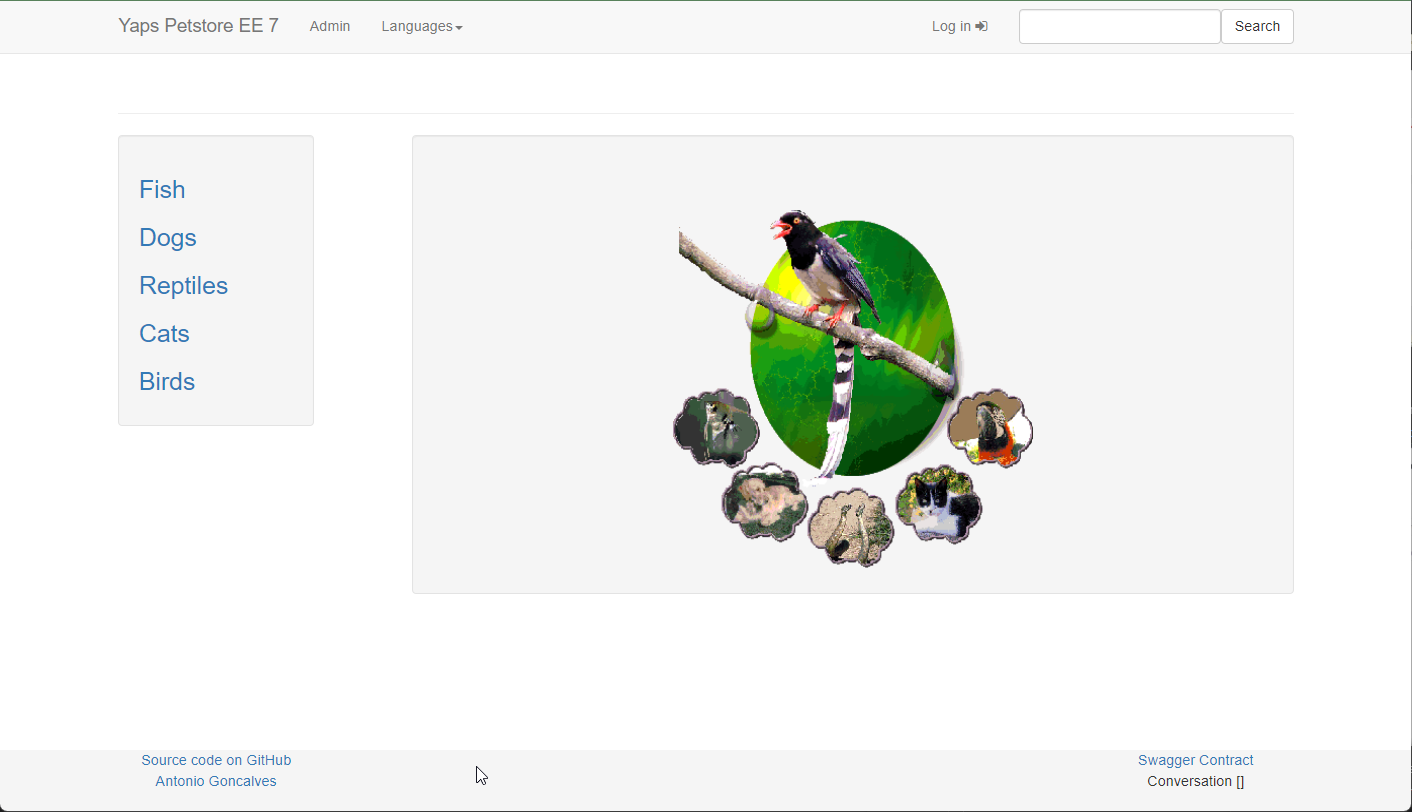 Yaps Petstore EE 7 Admin Languages Log in Search
Fish
Dogs
Reptiles
Cats
Birds
Source code on GitHub
Antonio Goncalves
Swagger Contract
Conversation []